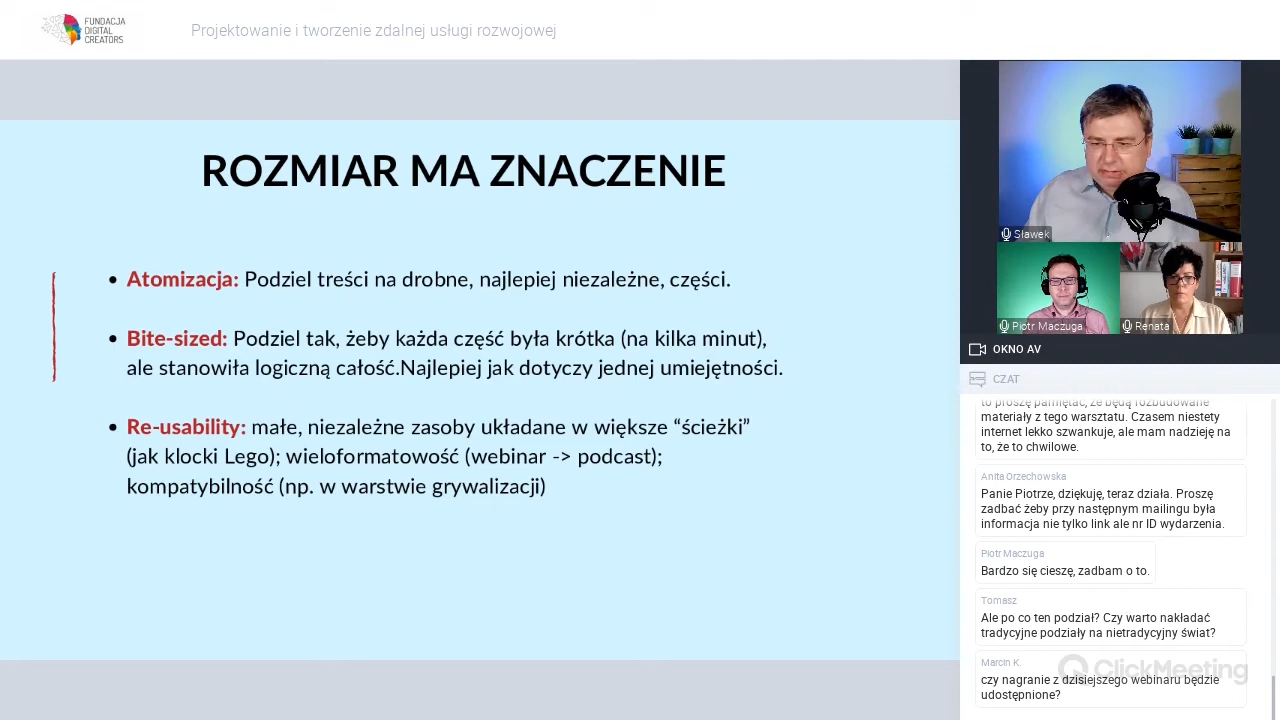 FUNDACJA
DIGITAL
CREATORS
Projektowanie i tworzenie zdalnej usługi rozwojowej
ROZMIAR MA ZNACZENIE
• Atomizacja: Podziel treści na drobne, najlepiej niezależne, części.
• Bite-sized: Podziel tak, żeby każda część była krótka (na kilka minut),
ale stanowiła logiczną całość.Najlepiej jak dotyczy jednej umiejętności.
• Re-usability: małe, niezależne zasoby układane w większe “ścieżki”
(jak klocki Lego); wieloformatowość (webinar -> podcast);
kompatybilność (np. w warstwie grywalizacji)
Sławek
Piotr Maczuga
Renata
OKNO AV
CZAT
to proszę pamiętać, że będą rozbudowane
materiały z tego warsztatu. Czasem niestety
internet lekko szwankuje, ale mam nadzieję na
to, że to chwilowe.
Anita Orzechowska
Panie Piotrze, dziękuję, teraz działa. Proszę
zadbać żeby przy następnym mailingu była
informacja nie tylko link ale nr ID wydarzenia.
Piotr Maczuga
Bardzo się cieszę, zadbam o to.
Tomasz
Ale po co ten podział? Czy warto nakładać
tradycyjne podziały na nietradycyjny świat?
Marcin K.
czy nagranie z dzisiejszego webinaru będzie
udostępnione?
ClickMeeting